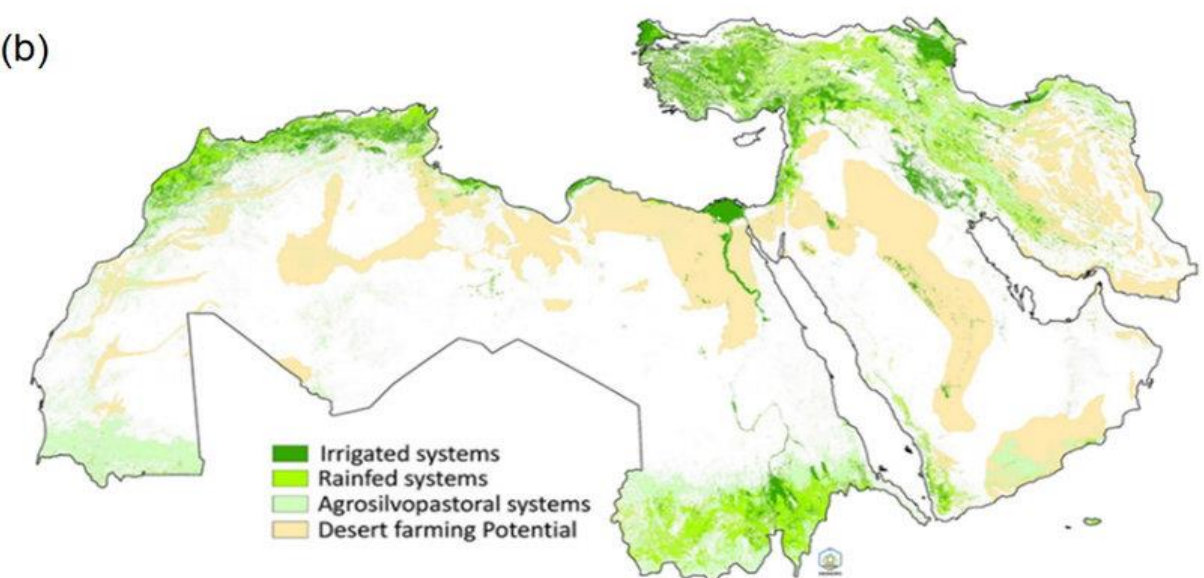 (b)
Irrigated systems
Rainfed systems
Agrosilvopastoral systems
Desert farming Potential